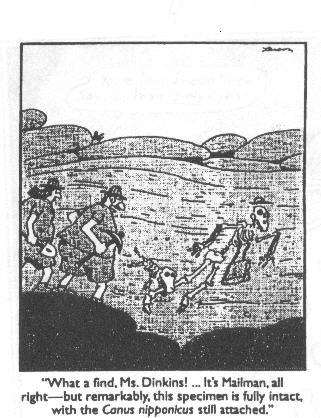 "What a find, Ms. Dinkins! ... It's Mailman, all
right—but remarkably, this specimen is fully intact,
with the Canus nipponicus still attached."